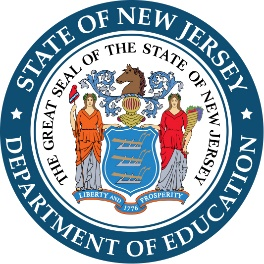 STATE OF NEW JERSEY
THE GREAT SEAL OF THE STATE OF NEW JERSEY
LIBERTY AND PROSPERITY
1776
DEPARTMENT OF EDUCATION